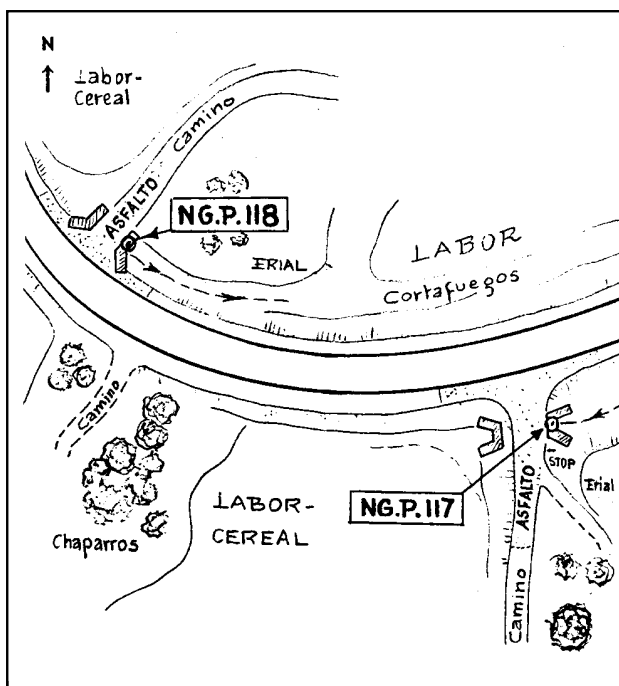 N
Labor-
Cereal
Camino
ASFALTO
NG.P.118
ERIAL
LABOR
Cortafuegos
Camino
Chaparros
LABOR-
CEREAL
NG.P.117
STOP
ASFALTO
Erial
Camino